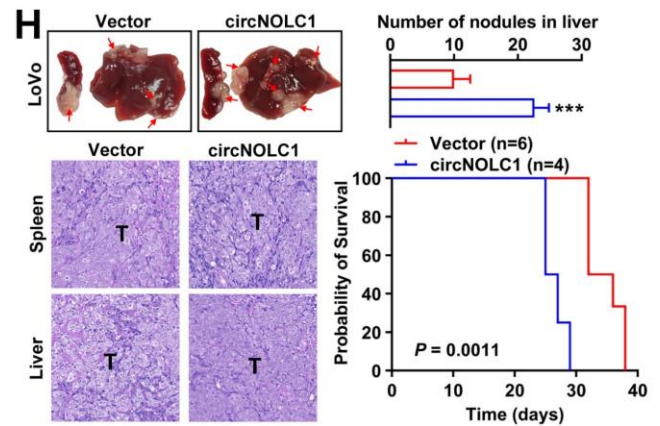 H
Vector
circNOLC1
LoVo
Number of nodules in liver
0 10 20 30
***
Vector (n=6)
circNOLC1 (n=4)
Vector
circNOLC1
Spleen
T
T
Liver
T
T
Probability of Survival
100
80
60
40
20
0
P = 0.0011
0 10 20 30 40
Time (days)